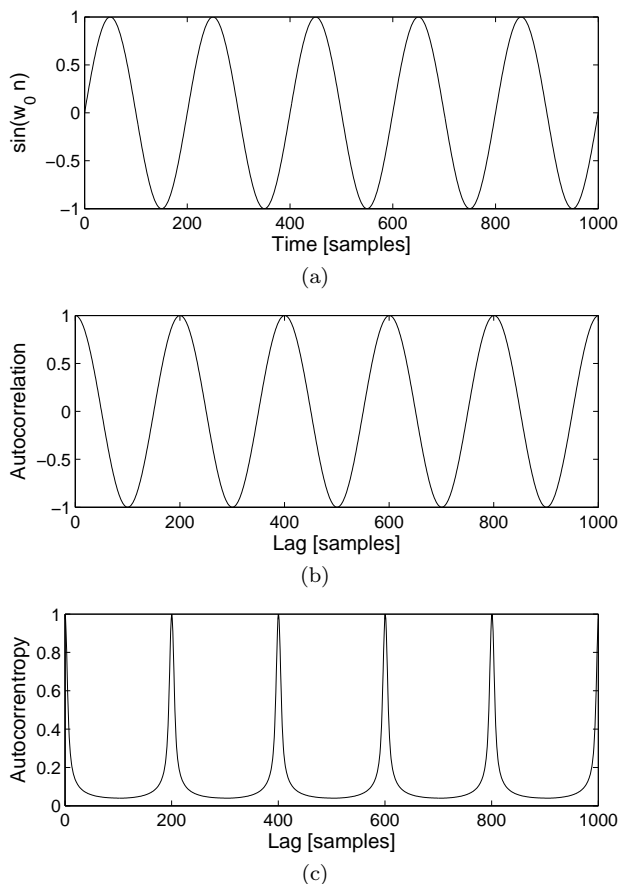 1
0.5
0
−0.5
−1
sin(w_0 n)
0 200 400 600 800 1000
Time [samples]
(a)
1
0.5
0
−0.5
−1
Autocorrelation
0 200 400 600 800 1000
Lag [samples]
(b)
1
0.8
0.6
0.4
0.2
0
Autocorrentropy
0 200 400 600 800 1000
Lag [samples]
(c)